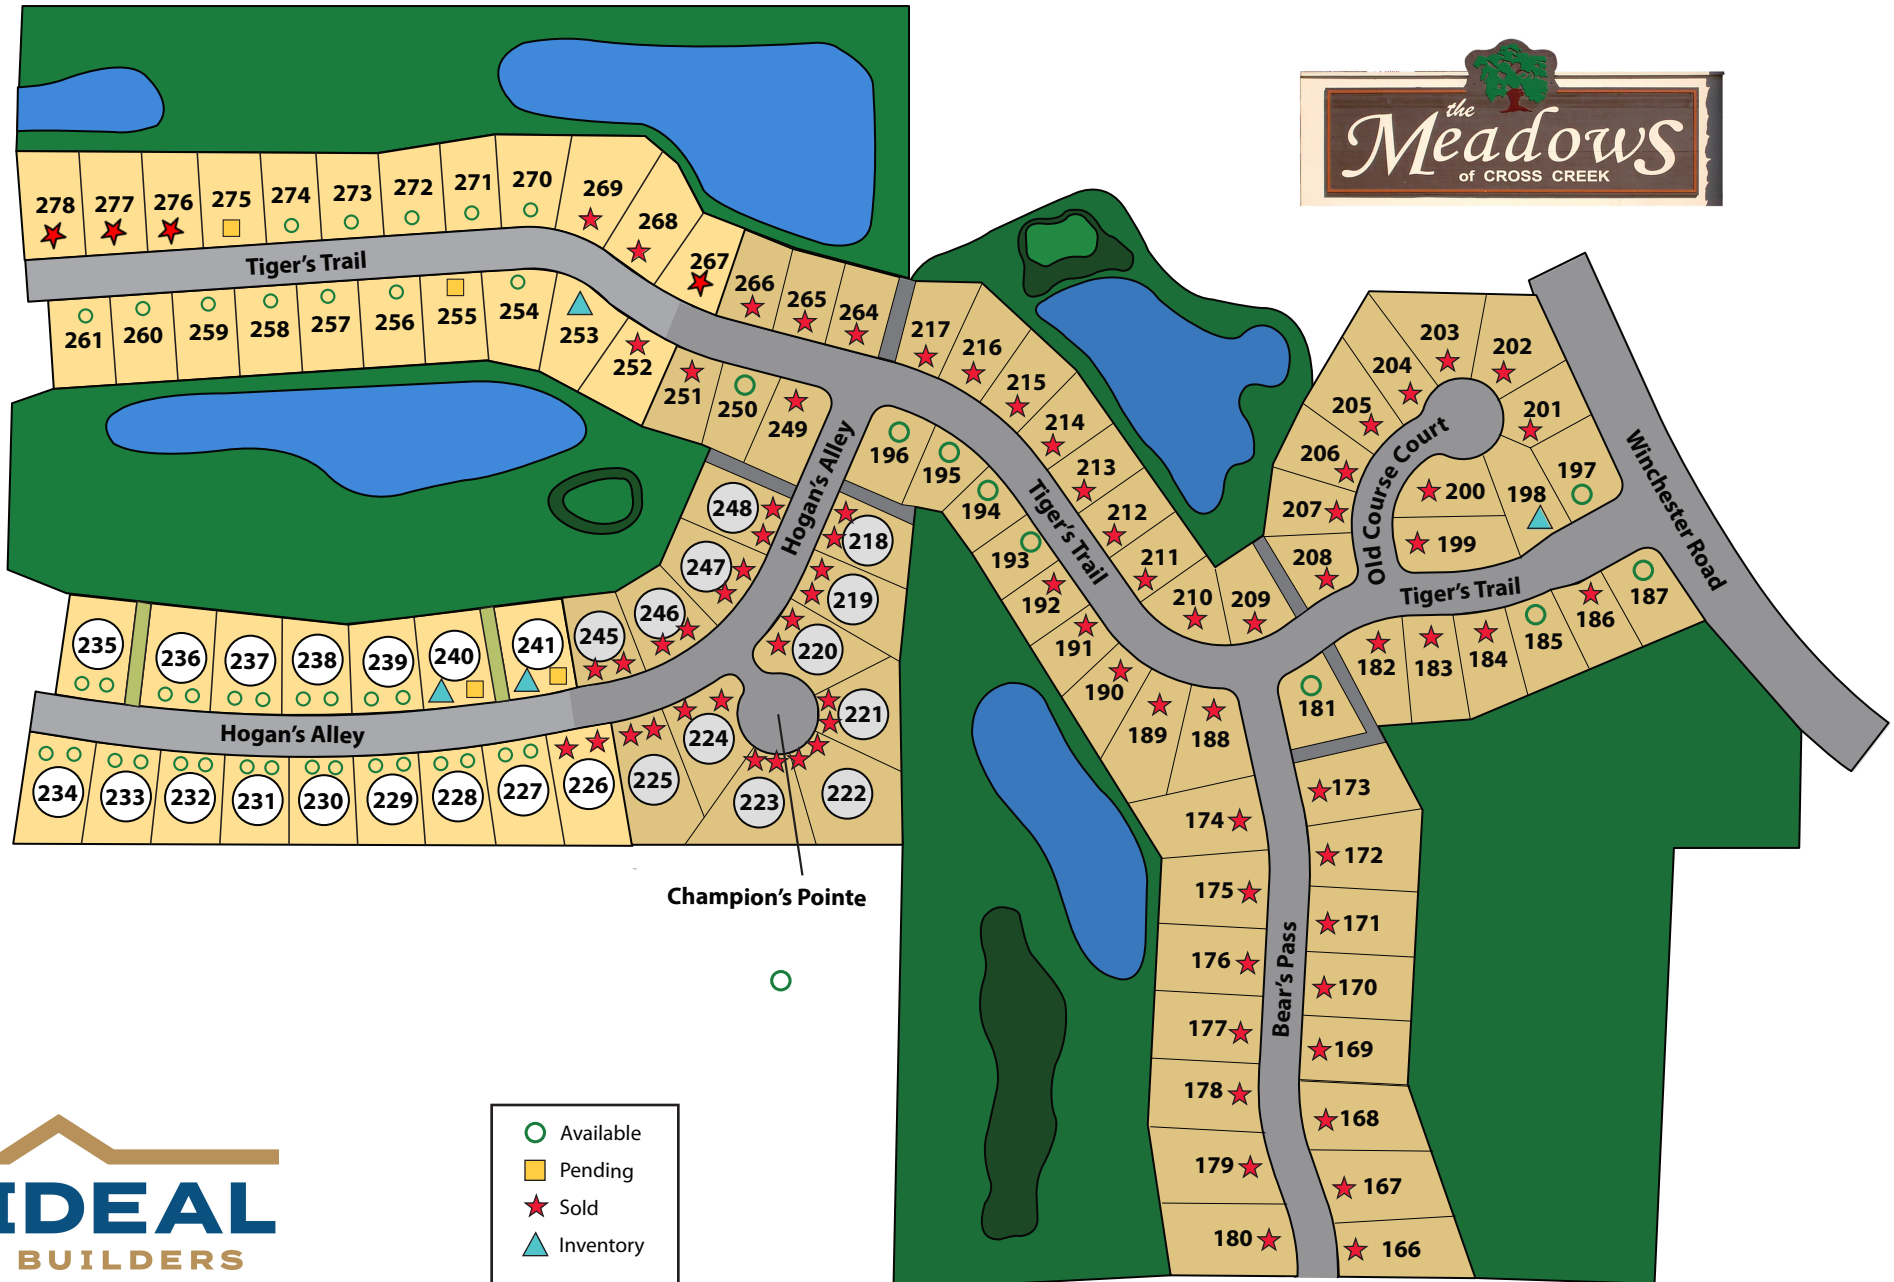 the
Meadows
of CROSS CREEK
278 277 276 275 274 273 272 271 270 269 268 267 266 265 264
Tiger's Trail
261 260 259 258 257 256 255 254 253 252 251 250 249
217 216 215 214 213 212 211 210 209
196 195 194 193 192 191 190 189 188
Tiger's Trail
203 202 204 201 205 206 207 208 200 199 198 197
Old Course Court
Winchester Road
Tiger's Trail
187 186 185 184 183 182 181
Hogan's Alley
248 247 246 245
218 219 220 221 222 223 224 225
235 236 237 238 239 240 241
Hogan's Alley
234 233 232 231 230 229 228 227 226
Champion's Pointe
174 175 176 177 178 179 180
Bear's Pass
173 172 171 170 169 168 167 166
IDEAL
BUILDERS
Available
Pending
Sold
Inventory